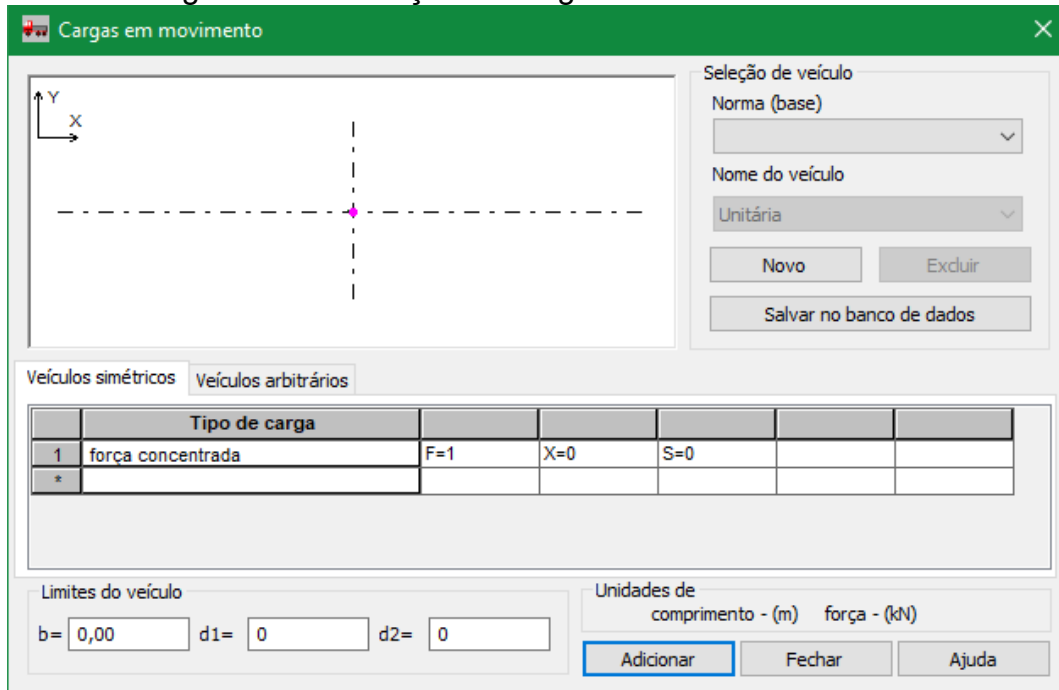 Cargas em movimento
Y
X
Seleção de veículo
Norma (base)
Nome do veículo
Unitária
Novo Excluir
Salvar no banco de dados
Veículos simétricos Veículos arbitrários
Tipo de carga
1 força concentrada F=1 X=0 S=0
*
Limites do veículo
b= 0,00 d1= 0 d2= 0
Unidades de
comprimento - (m) força - (kN)
Adicionar Fechar Ajuda